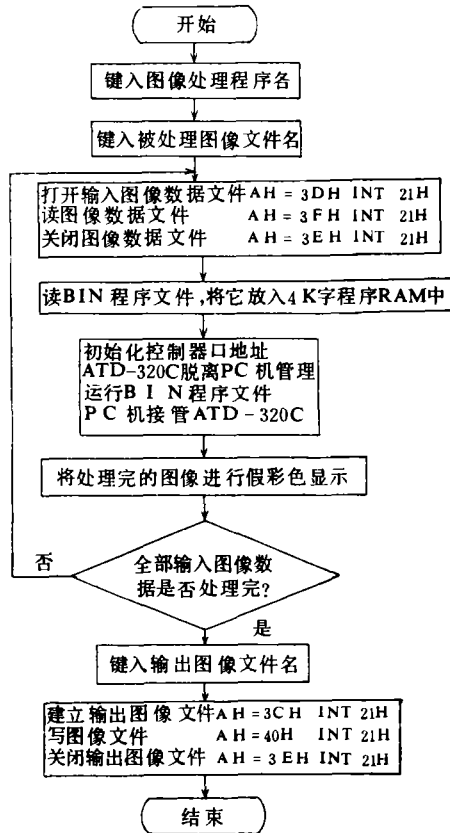 开始
键入图像处理程序名
键入被处理图像文件名
打开输入图像数据文件 AH = 3DH INT 21H
读图像数据文件 AH = 3FH INT 21H
关闭图像数据文件 AH = 3EH INT 21H
读BIN程序文件,将它放入4K字程序RAM中
初始化控制器口地址
ATD-320C脱离PC机管理
运行BIN程序文件
PC机接管ATD-320C
将处理完的图像进行假彩色显示
否
全部输入图像数
据是否处理完?
是
键入输出图像文件名
建立输出图像文件 AH=3CH INT 21H
写图像文件 AH=40H INT 21H
关闭输出图像文件 AH=3EH INT 21H
结束